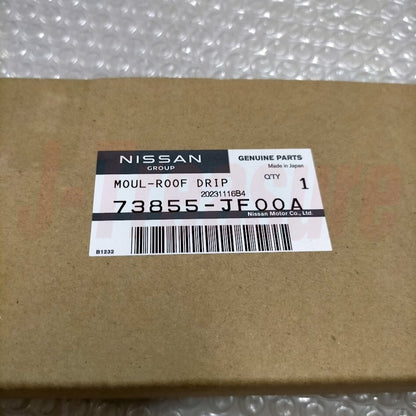 NISSAN
GROUP
GENUINE PARTS
Made in Japan
MOUL-ROOF DRIP
Q'TY
1
20231116B4
73855-JF00A
Nissan Motor Co., Ltd.
B1232